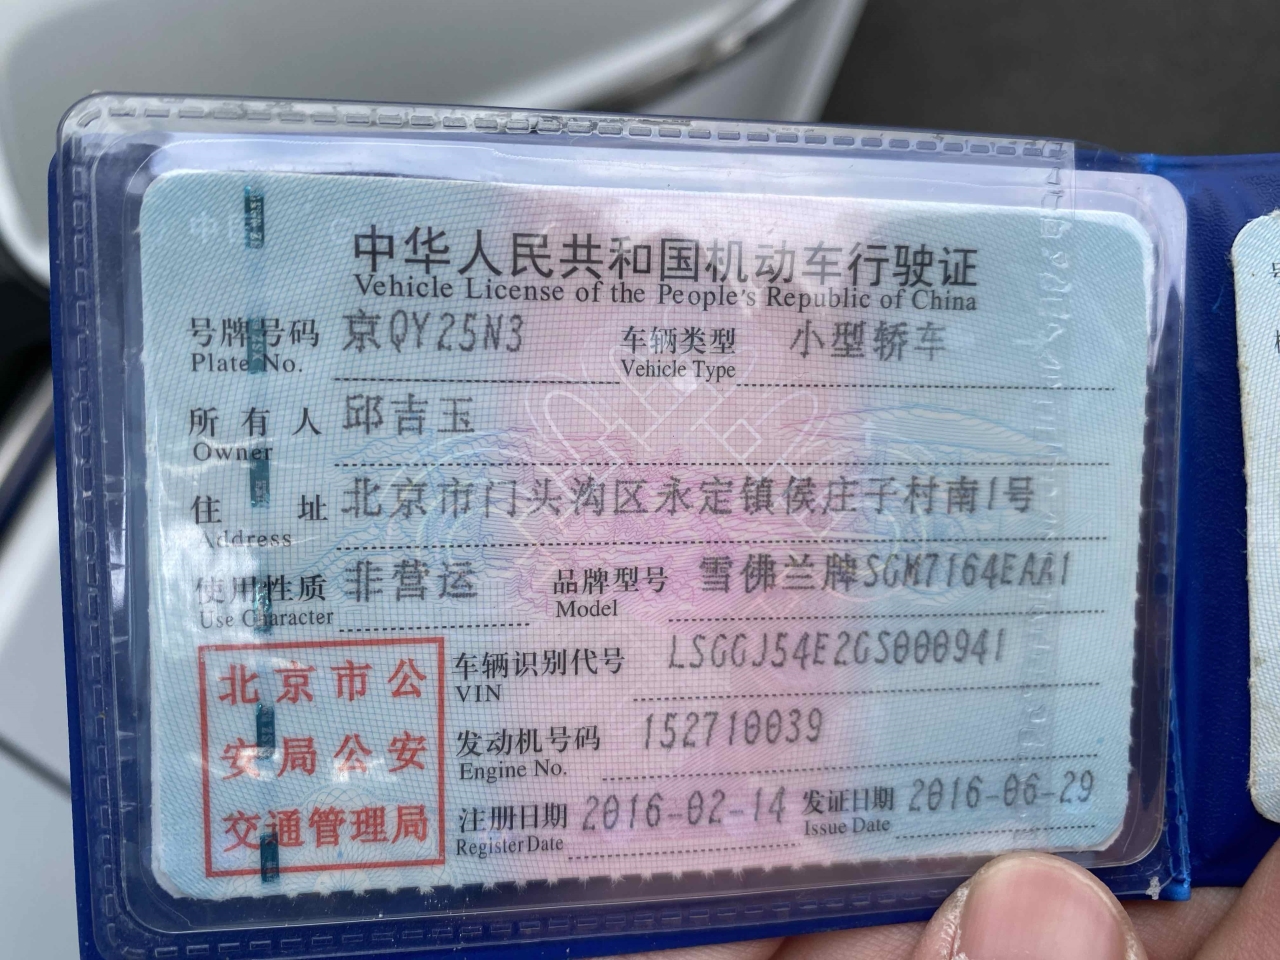 中华人民共和国机动车行驶证
Vehicle License of the People's Republic of China
号牌号码 京QY25N3 车辆类型 小型轿车
Plate No. Vehicle Type
所有人 邱吉玉
Owner
住址 北京市门头沟区永定镇侯庄子村南1号
Address
使用性质 非营运 品牌型号 雪佛兰牌SGM7164EAA1
Use Character Model
北京市公
安局公安
交通管理局
车辆识别代号 LSGGJ54E2GS000941
VIN
发动机号码 152710039
Engine No.
注册日期 2016-02-14 发证日期 2016-06-29
Register Date Issue Date